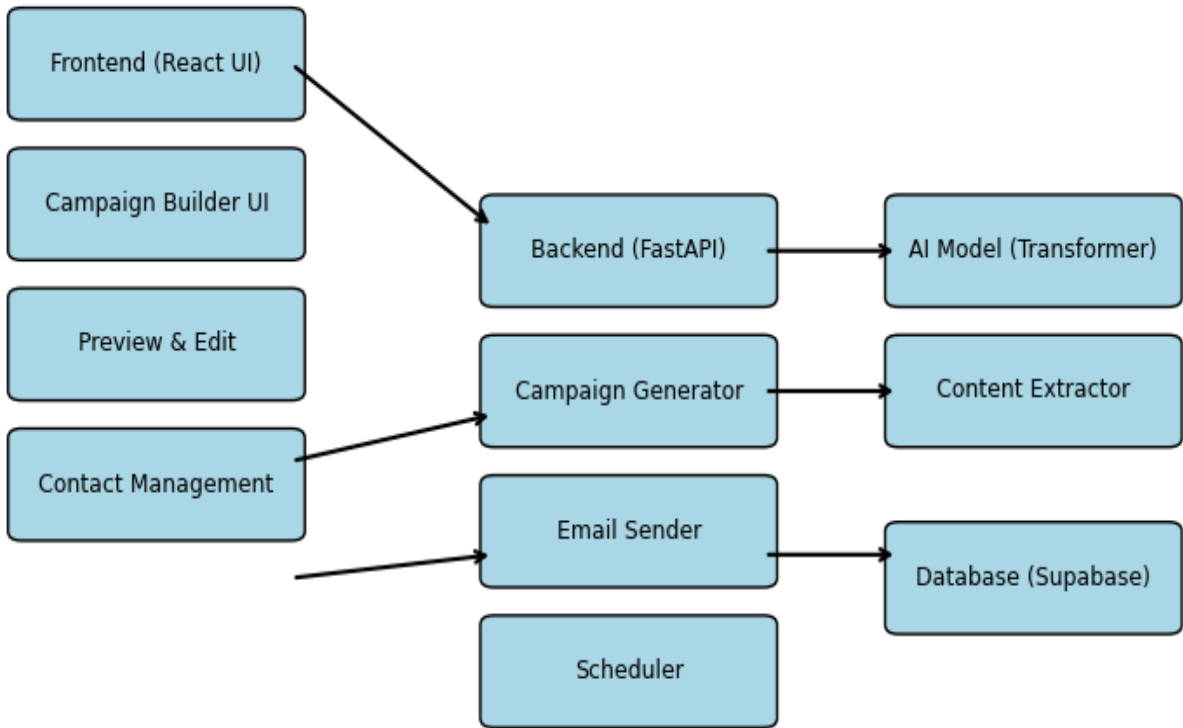 Frontend (React UI)
Campaign Builder UI
Preview & Edit
Contact Management
Backend (FastAPI)
Campaign Generator
Email Sender
Scheduler
AI Model (Transformer)
Content Extractor
Database (Supabase)